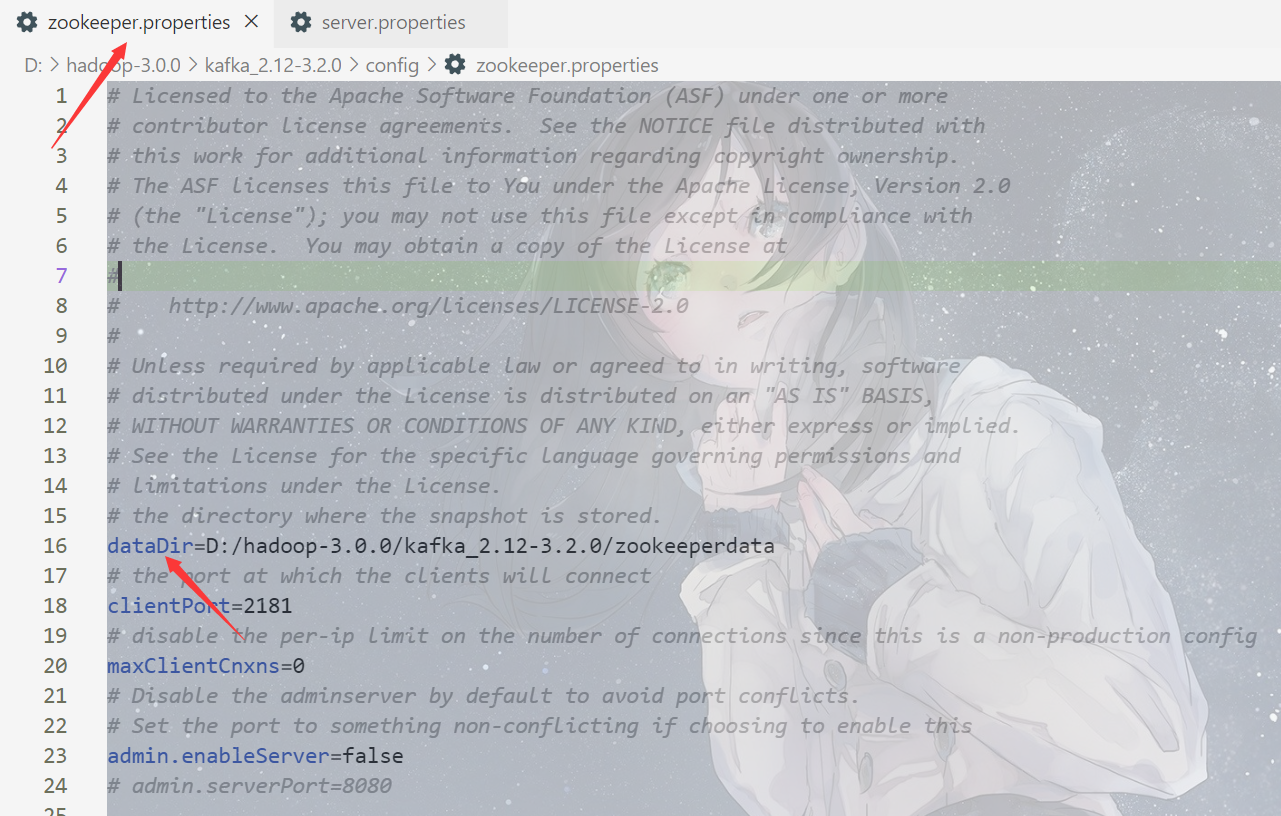 zookeeper.properties
server.properties
D: > hadoop-3.0.0 > kafka_2.12-3.2.0 > config > zookeeper.properties
1 # Licensed to the Apache Software Foundation (ASF) under one or more
2 # contributor license agreements.  See the NOTICE file distributed with
3 # this work for additional information regarding copyright ownership.
4 # The ASF licenses this file to You under the Apache License, Version 2.0
5 # (the "License"); you may not use this file except in compliance with
6 # the License.  You may obtain a copy of the License at
7 #
8 #    http://www.apache.org/licenses/LICENSE-2.0
9 #
10 # Unless required by applicable law or agreed to in writing, software
11 # distributed under the License is distributed on an "AS IS" BASIS,
12 # WITHOUT WARRANTIES OR CONDITIONS OF ANY KIND, either express or implied.
13 # See the License for the specific language governing permissions and
14 # limitations under the License.
15 # the directory where the snapshot is stored.
16 dataDir=D:/hadoop-3.0.0/kafka_2.12-3.2.0/zookeeperdata
17 # the port at which the clients will connect
18 clientPort=2181
19 # disable the per-ip limit on the number of connections since this is a non-production config
20 maxClientCnxns=0
21 # Disable the adminserver by default to avoid port conflicts.
22 # Set the port to something non-conflicting if choosing to enable this
23 admin.enableServer=false
24 # admin.serverPort=8080
25